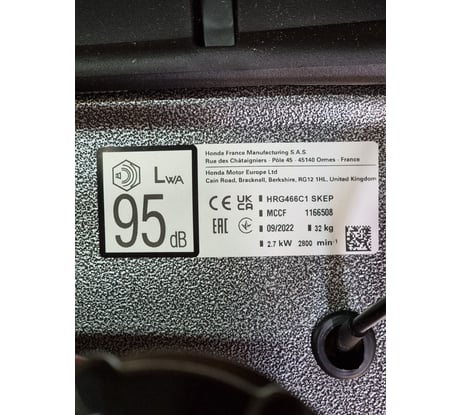 LWA
95 dB
Honda France Manufacturing S.A.S.
Rue des Châtaigniers - Pôle 45 - 45140 Ormes - France
Honda Motor Europe Ltd
Cain Road, Bracknell, Berkshire, RG12 1HL, United Kingdom
CE UK CA
HRG466C1 SKEP
MCCF 1166508
EAC
09/2022 32 kg
2.7 kW 2800 min-1